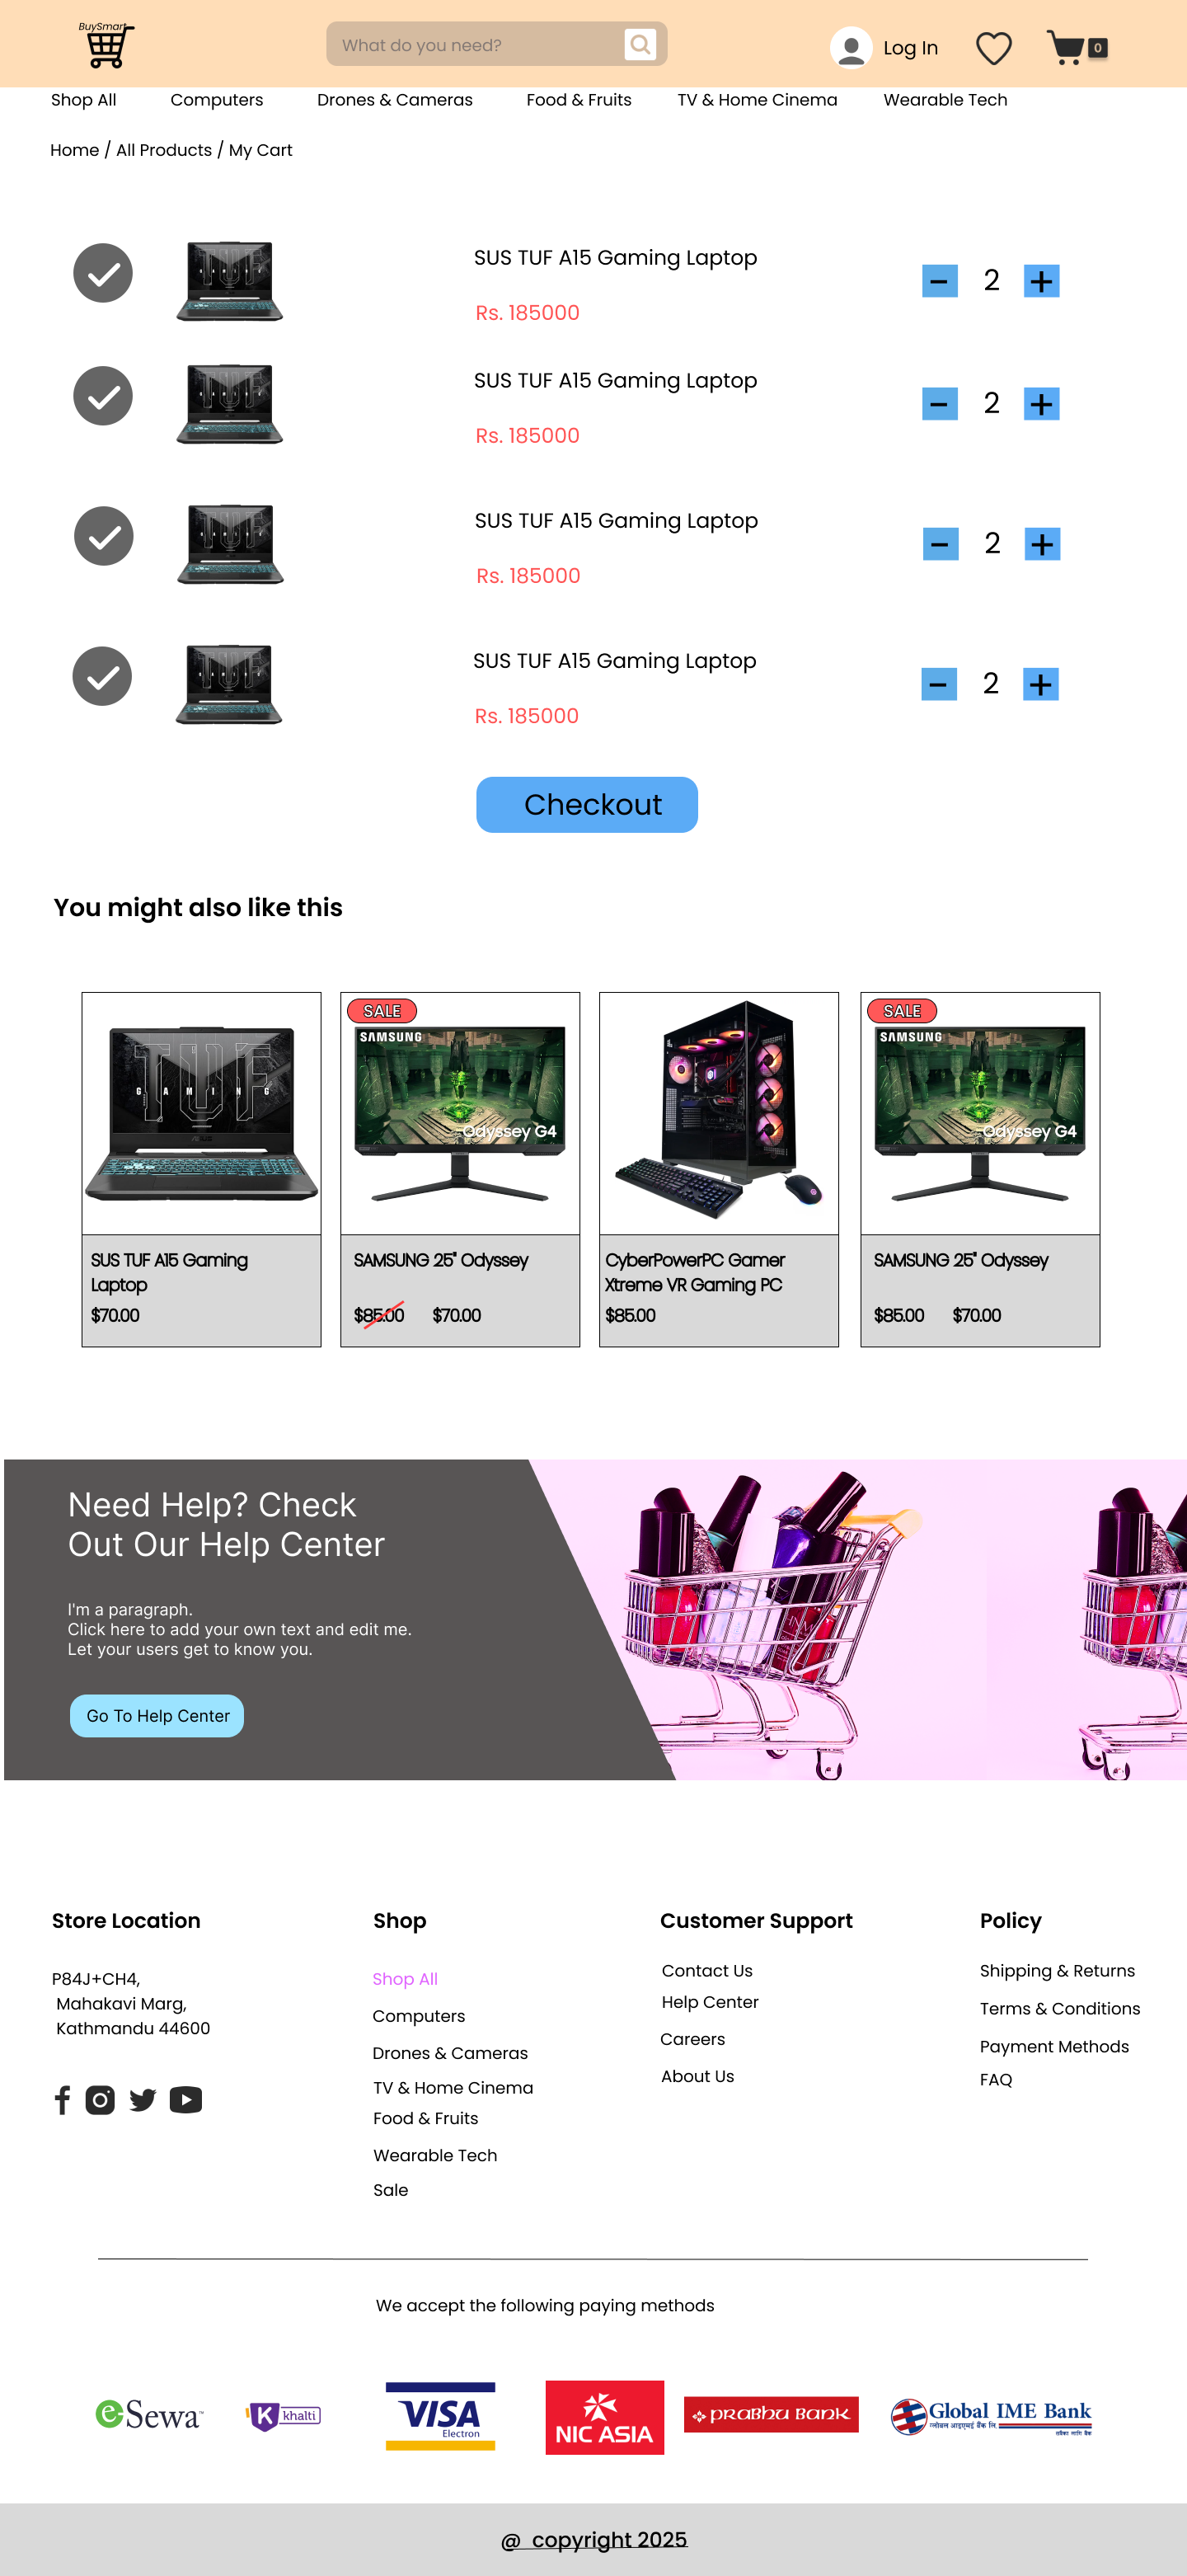 BuySmart
What do you need?
Log In
0
Shop All Computers Drones & Cameras Food & Fruits TV & Home Cinema Wearable Tech
Home / All Products / My Cart
SUS TUF A15 Gaming Laptop
Rs. 185000
− 2 +
SUS TUF A15 Gaming Laptop
Rs. 185000
− 2 +
SUS TUF A15 Gaming Laptop
Rs. 185000
− 2 +
SUS TUF A15 Gaming Laptop
Rs. 185000
− 2 +
Checkout
You might also like this
TUF
GAMING
SUS TUF A15 Gaming
Laptop
$70.00
SALE
SAMSUNG
Odyssey G4
SAMSUNG 25" Odyssey
$85.00 $70.00
CyberPowerPC Gamer
Xtreme VR Gaming PC
$85.00
SALE
SAMSUNG
Odyssey G4
SAMSUNG 25" Odyssey
$85.00 $70.00
Need Help? Check
Out Our Help Center
I'm a paragraph.
Click here to add your own text and edit me.
Let your users get to know you.
Go To Help Center
Store Location
P84J+CH4,
Mahakavi Marg,
Kathmandu 44600
Shop
Shop All
Computers
Drones & Cameras
TV & Home Cinema
Food & Fruits
Wearable Tech
Sale
Customer Support
Contact Us
Help Center
Careers
About Us
Policy
Shipping & Returns
Terms & Conditions
Payment Methods
FAQ
We accept the following paying methods
eSewa™
K khalti
VISA
Electron
NIC ASIA
PRABHU BANK
Global IME Bank
ग्लोबल आइएमई बैंक लि.
सबैका लागि बैंक
@ copyright 2025